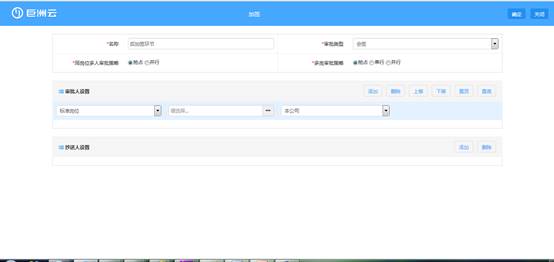 巨洲云
加签
确定 关闭
*名称 后加签环节 *审批类型 会签
*同岗位多人审批策略 抢占 并行 *多选审批策略 抢占 串行 并行
审批人设置 添加 删除 上移 下移 置顶 置底
标准岗位 请选择... 本公司
抄送人设置 添加 删除